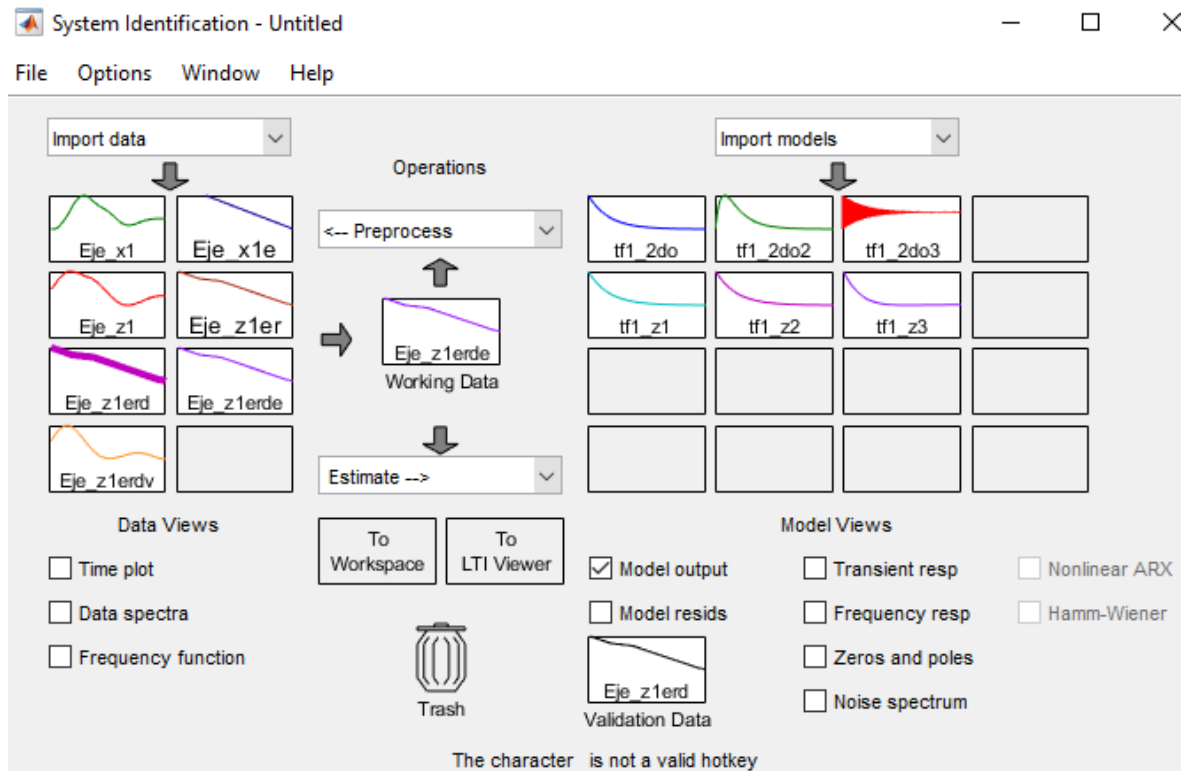 System Identification - Untitled
File Options Window Help
Import data
Import models
Operations
Eje_x1 Eje_x1e
<-- Preprocess
tf1_2do tf1_2do2 tf1_2do3
Eje_z1 Eje_z1er
tf1_z1 tf1_z2 tf1_z3
Eje_z1erde
Working Data
Eje_z1erd Eje_z1erde
Estimate -->
Eje_z1erdv
Data Views
Model Views
To Workspace
To LTI Viewer
Time plot
Data spectra
Frequency function
Trash
Model output
Model resids
Eje_z1erd
Validation Data
Transient resp
Frequency resp
Zeros and poles
Noise spectrum
Nonlinear ARX
Hamm-Wiener
The character is not a valid hotkey